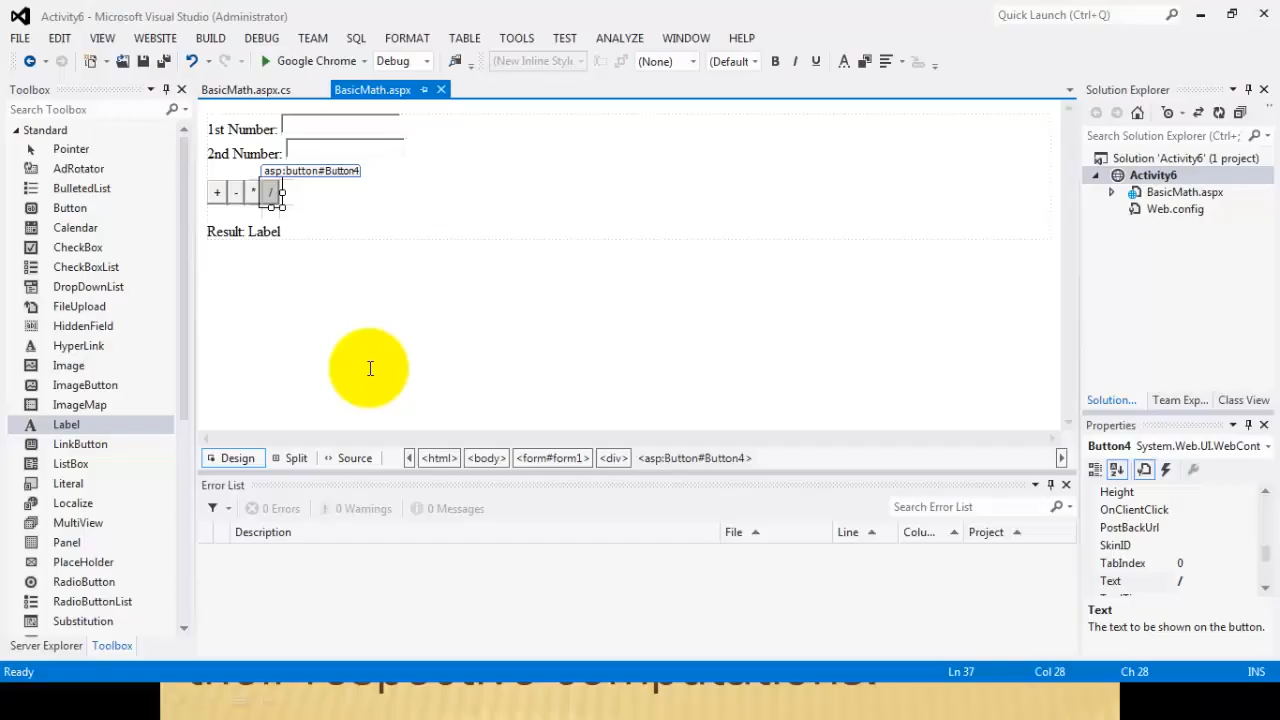 Activity6 - Microsoft Visual Studio (Administrator)
Quick Launch (Ctrl+Q)
FILE EDIT VIEW WEBSITE BUILD DEBUG TEAM SQL FORMAT TABLE TOOLS TEST ANALYZE WINDOW HELP
Google Chrome Debug (New Inline Style (None) (Default B I U A
Toolbox
BasicMath.aspx.cs BasicMath.aspx
Solution Explorer
Search Toolbox
Search Solution Explorer (Ctrl+;
Standard
Pointer
AdRotator
BulletedList
Button
Calendar
CheckBox
CheckBoxList
DropDownList
FileUpload
HiddenField
HyperLink
Image
ImageButton
ImageMap
Label
LinkButton
ListBox
Literal
Localize
MultiView
Panel
PlaceHolder
RadioButton
RadioButtonList
Substitution
Server Explorer Toolbox
1st Number:
2nd Number:
asp:button#Button4
+ - * /
Result: Label
Design Split Source <html> <body> <form#form1> <div> <asp:Button#Button4>
Error List
0 Errors 0 Warnings 0 Messages
Search Error List
Description File Line Colu... Project
Solution 'Activity6' (1 project)
Activity6
BasicMath.aspx
Web.config
Solution... Team Exp... Class View
Properties
Button4 System.Web.UI.WebCont
Height
OnClientClick
PostBackUrl
SkinID
TabIndex 0
Text /
Text
The text to be shown on the button.
Ready Ln 37 Col 28 Ch 28 INS
their respective computations.